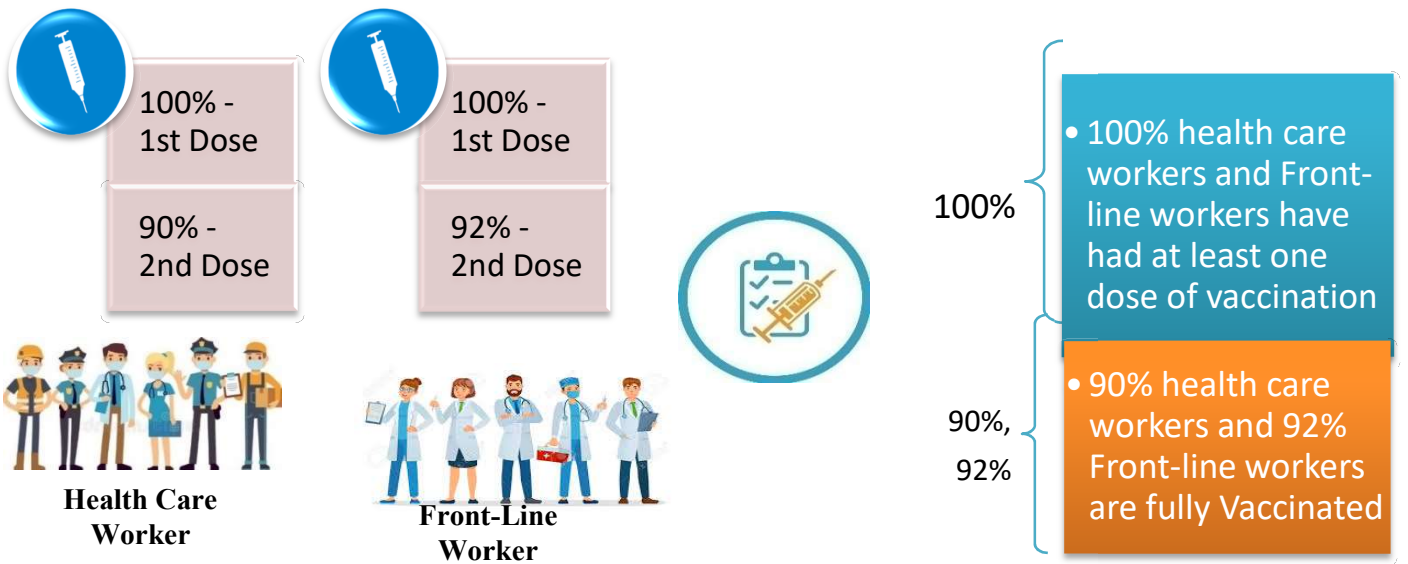 100% -
1st Dose
90% -
2nd Dose
Health Care
Worker
100% -
1st Dose
92% -
2nd Dose
Front-Line
Worker
100%
• 100% health care
workers and Front-
line workers have
had at least one
dose of vaccination
90%,
92%
• 90% health care
workers and 92%
Front-line workers
are fully Vaccinated